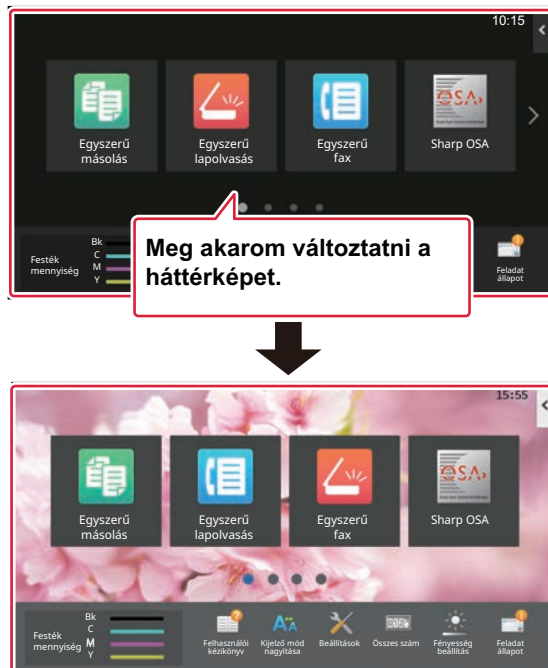 10:15
Egyszerű
másolás
Egyszerű
lapolvasás
Egyszerű
fax
Sharp OSA
Festék
mennyiség
Bk
C
M
Y
Feladat
állapot
Meg akarom változtatni a
háttérképet.
15:55
Egyszerű
másolás
Egyszerű
lapolvasás
Egyszerű
fax
Sharp OSA
Festék
mennyiség
Bk
C
M
Y
Felhasználói
kézikönyv
Kijelző mód
nagyítása
Beállítások
Összes szám
Fényesség
beállítás
Feladat
állapot